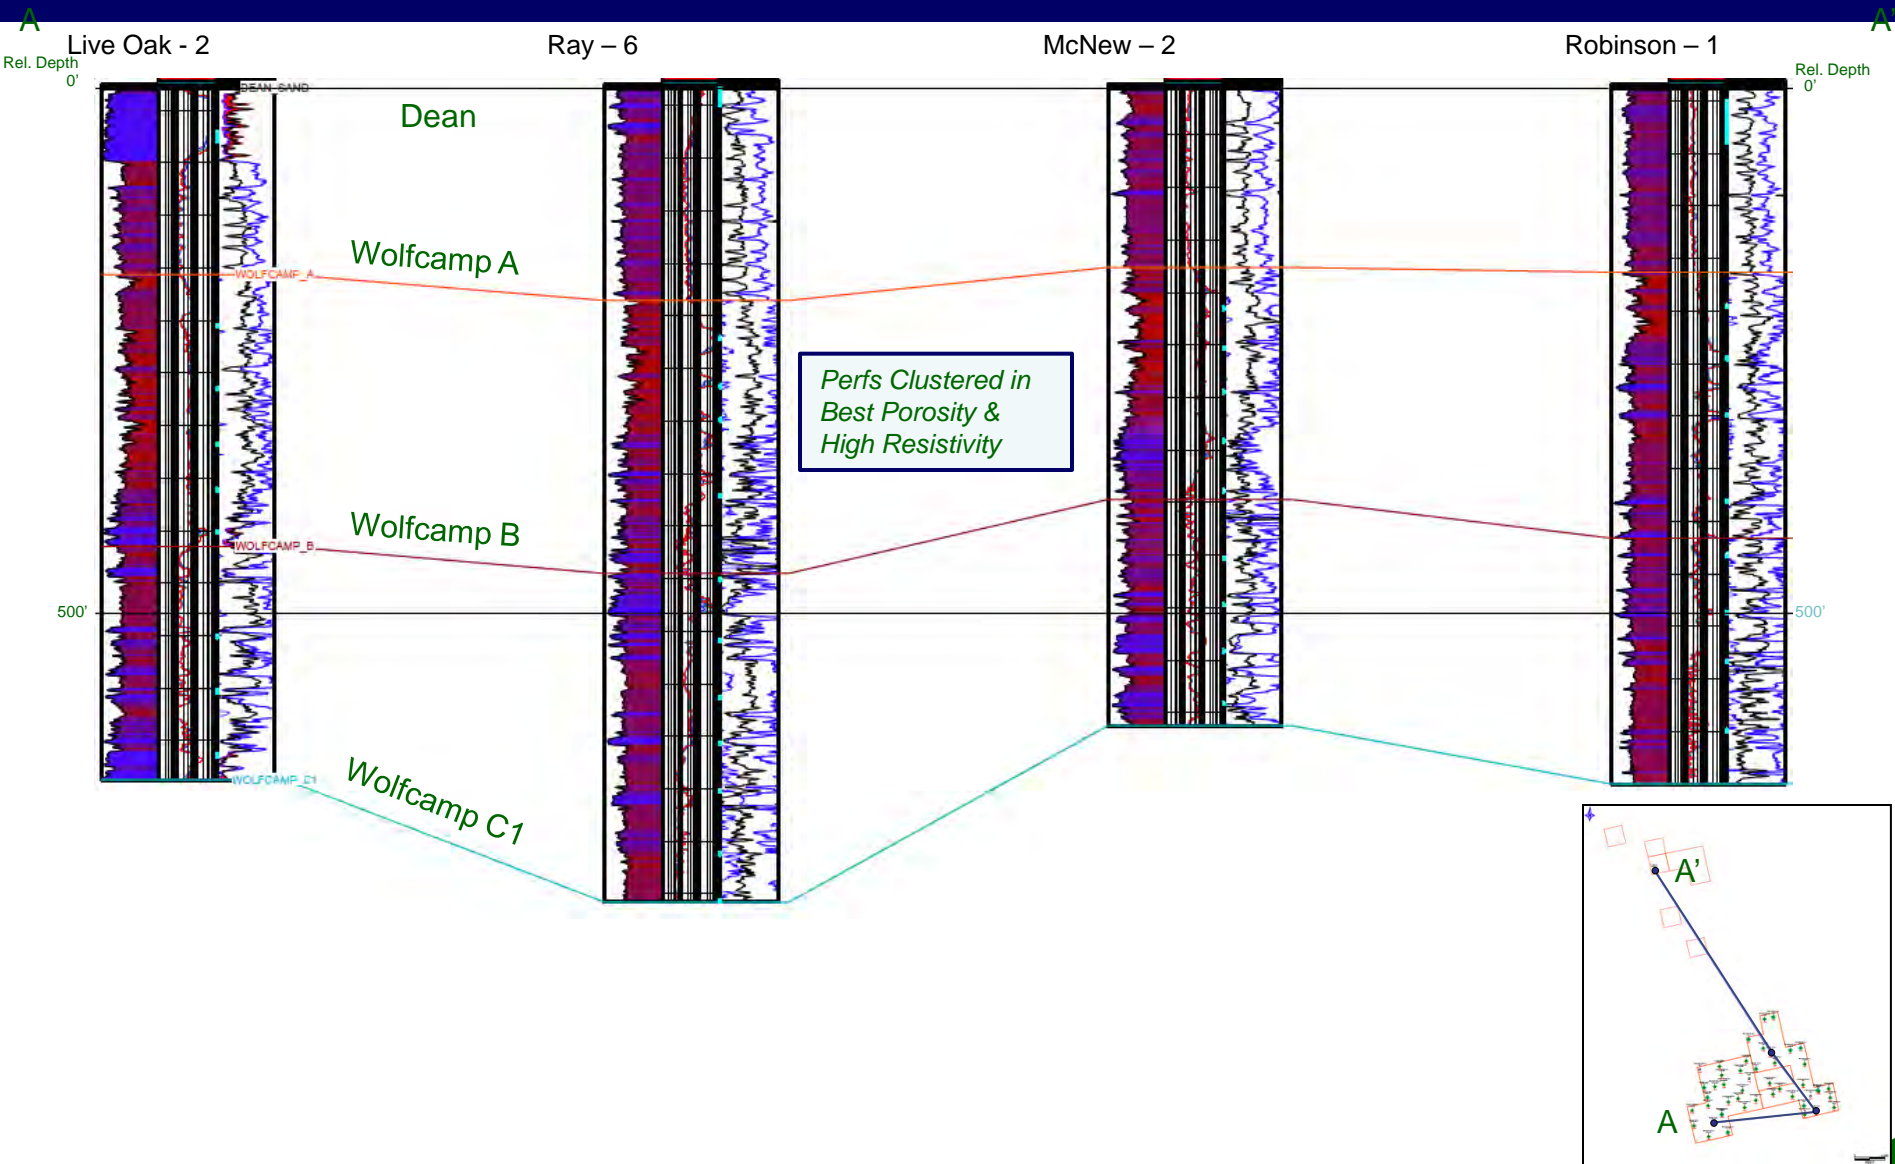 A
A'
Live Oak - 2
Ray – 6
McNew – 2
Robinson – 1
Rel. Depth
0'
Rel. Depth
0'
DEAN_SAND
Dean
Wolfcamp A
WOLFCAMP_A
Perfs Clustered in
Best Porosity &
High Resistivity
Wolfcamp B
WOLFCAMP_B
500'
500'
Wolfcamp C1
WOLFCAMP_C1
A'
A